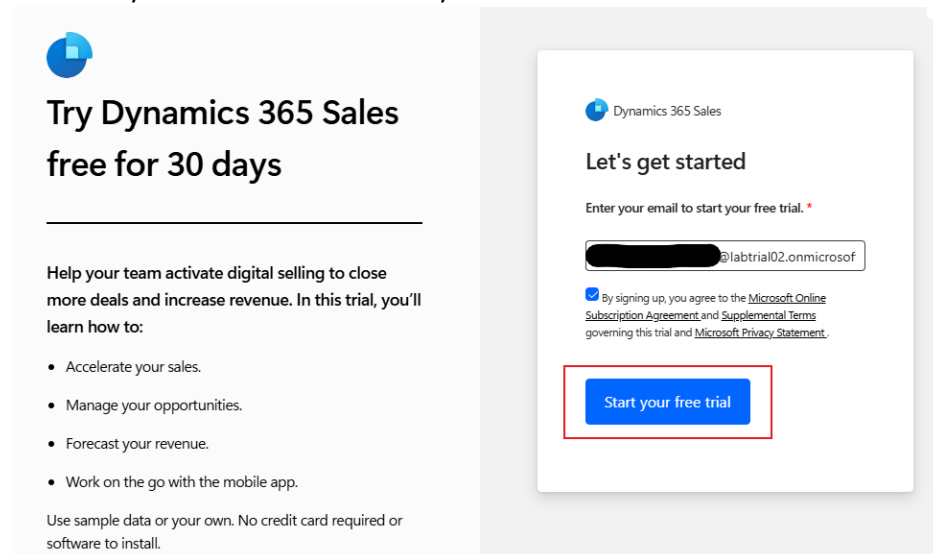 Try Dynamics 365 Sales
free for 30 days
Help your team activate digital selling to close
more deals and increase revenue. In this trial, you'll
learn how to:
• Accelerate your sales.
• Manage your opportunities.
• Forecast your revenue.
• Work on the go with the mobile app.
Use sample data or your own. No credit card required or
software to install.
Dynamics 365 Sales
Let's get started
Enter your email to start your free trial. *
@labtrial02.onmicrosof
By signing up, you agree to the Microsoft Online
Subscription Agreement and Supplemental Terms
governing this trial and Microsoft Privacy Statement .
Start your free trial